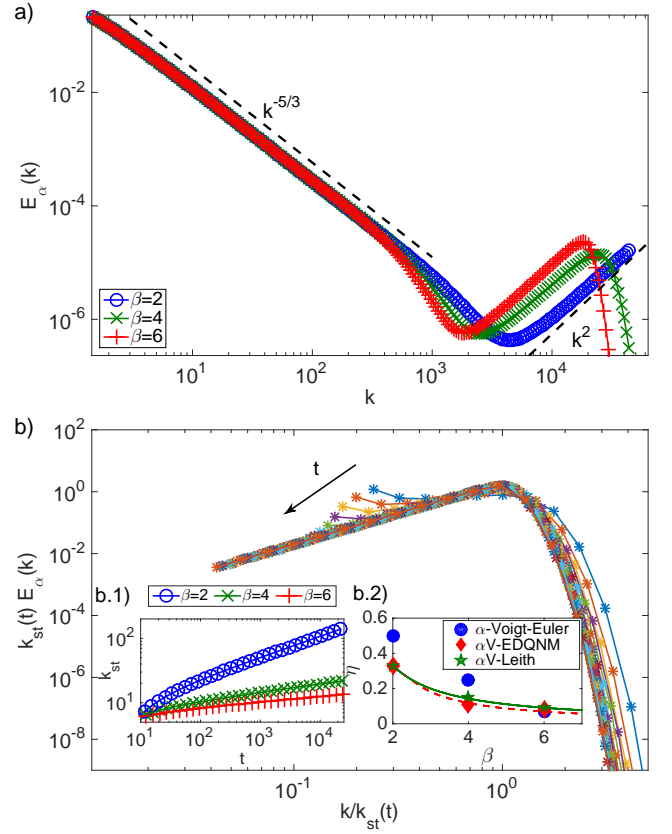 a)
10^-2
10^-4
10^-6
E_α(k)
k^-5/3
k^2
β=2
β=4
β=6
10^1 10^2 10^3 10^4
k
b)
10^2
10^0
10^-2
10^-4
10^-6
10^-8
k_st(t) E_α(k)
t
b.1)
β=2 β=4 β=6
10^2
10^1
k_st
10^1 10^2 10^3 10^4
t
b.2)
0.6
0.4
0.2
0
η
α-Voigt-Euler
αV-EDQNM
αV-Leith
2 4 6
β
10^-1 10^0
k/k_st(t)